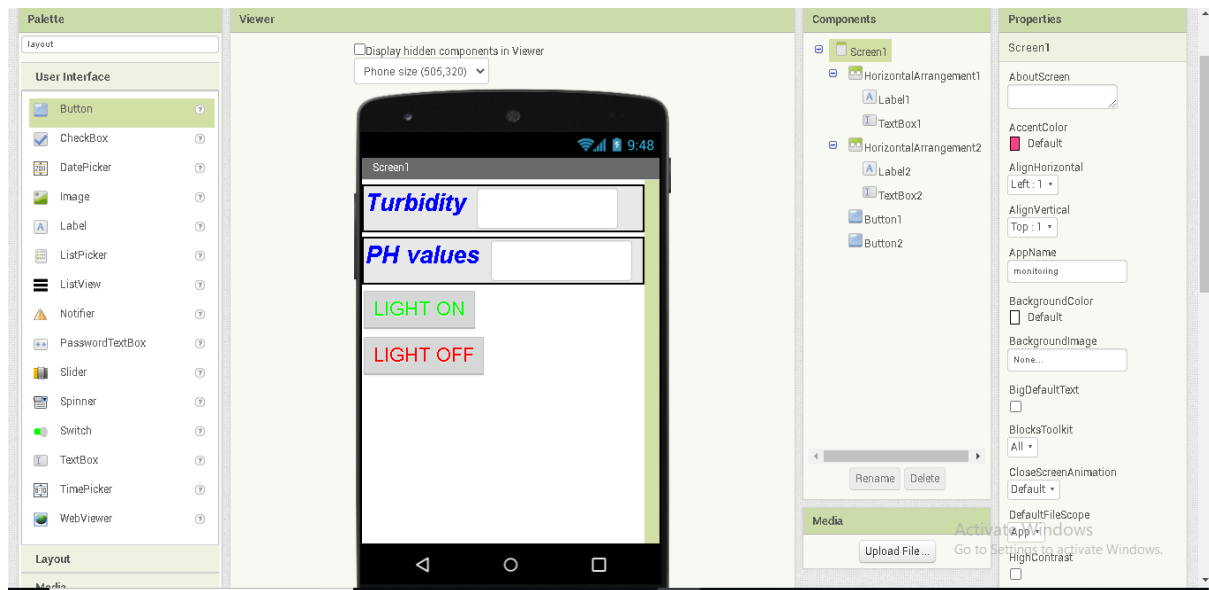 Palette
layout
User Interface
Button
CheckBox
DatePicker
Image
Label
ListPicker
ListView
Notifier
PasswordTextBox
Slider
Spinner
Switch
TextBox
TimePicker
WebViewer
Layout
Media
Viewer
Display hidden components in Viewer
Phone size (505,320)
9:48
Screen1
Turbidity
PH values
LIGHT ON
LIGHT OFF
Components
Screen1
HorizontalArrangement1
Label1
TextBox1
HorizontalArrangement2
Label2
TextBox2
Button1
Button2
Rename Delete
Media
Upload File ...
Properties
Screen1
AboutScreen
AccentColor
Default
AlignHorizontal
Left : 1
AlignVertical
Top : 1
AppName
monitoring
BackgroundColor
Default
BackgroundImage
None...
BigDefaultText
BlocksToolkit
All
CloseScreenAnimation
Default
DefaultFileScope
App
HighContrast
Activate Windows
Go to Settings to activate Windows.